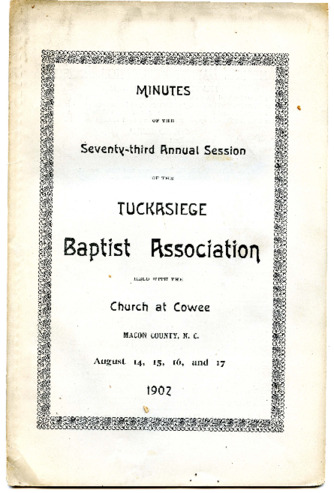 MINUTES
OF THE
Seventy-third Annual Session
OF THE
TUCKASIEGE
Baptist Association
HELD WITH THE
Church at Cowee
MACON COUNTY, N. C.
August 14, 15, 16, and 17
1902